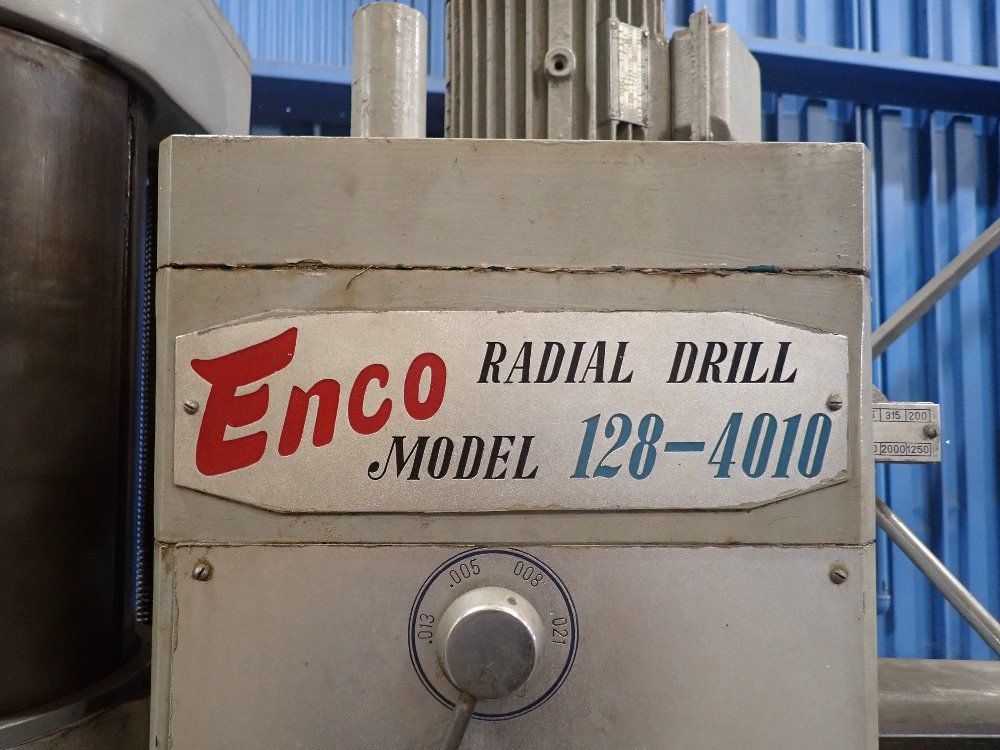 Enco RADIAL DRILL
MODEL 128-4010
315 200
2000 1250
.005 008
.013 .021